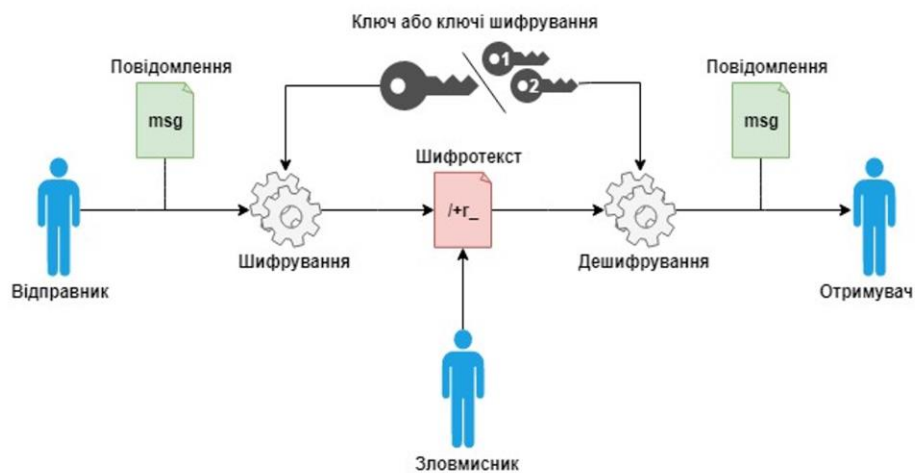 Ключ або ключі шифрування
1
2
Повідомлення
msg
Повідомлення
msg
Шифротекст
/+r_
Шифрування
Дешифрування
Відправник
Отримувач
Зловмисник